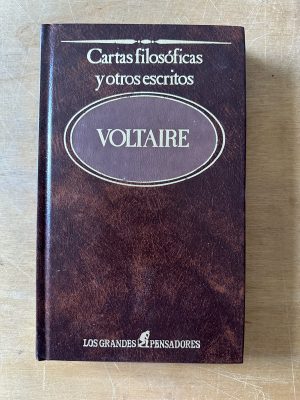 Cartas filosóficas
y otros escritos
VOLTAIRE
LOS GRANDES PENSADORES